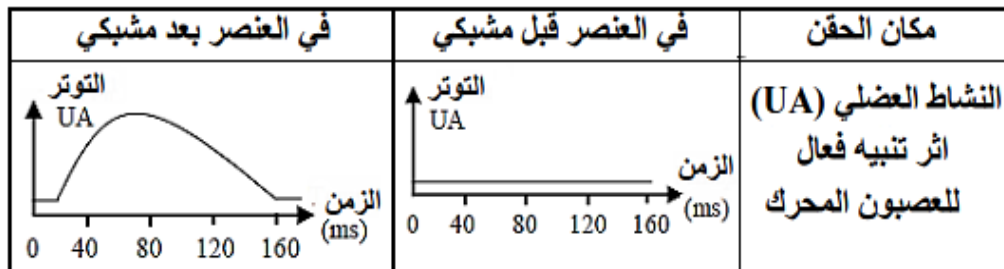 مكان الحقن
في العنصر قبل مشبكي
في العنصر بعد مشبكي
النشاط العضلي (UA)
اثر تنبيه فعال
للعصبون المحرك
التوتر
UA
الزمن
(ms)
0 40 80 120 160
التوتر
UA
الزمن
(ms)
0 40 80 120 160